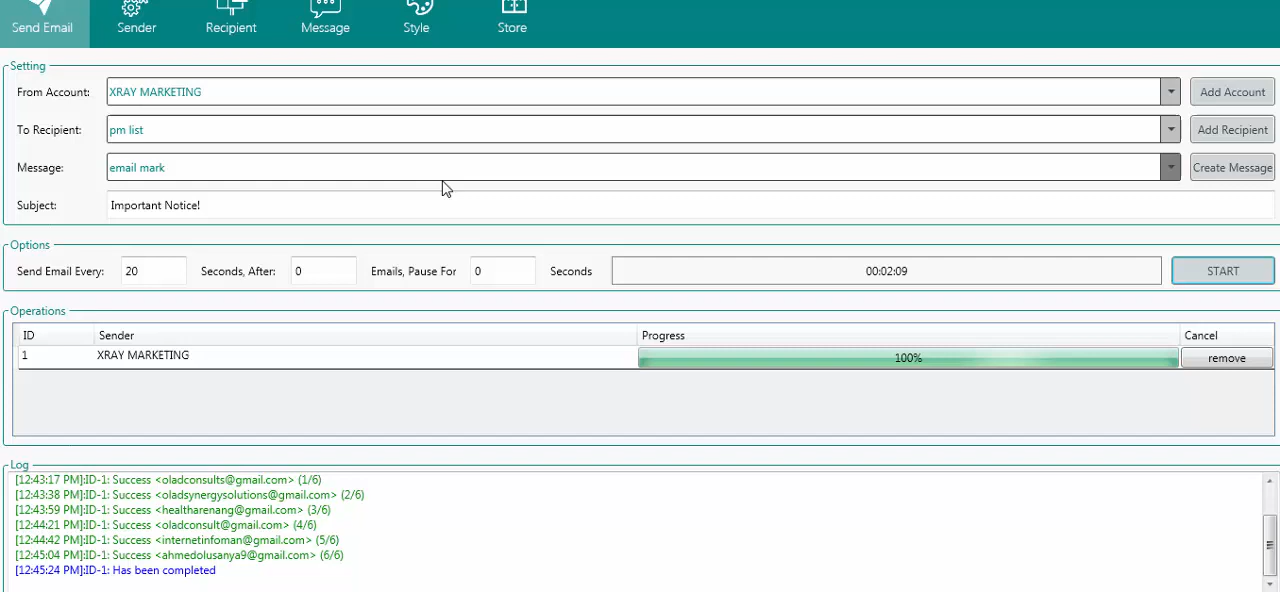 Send Email Sender Recipient Message Style Store
Setting
From Account: XRAY MARKETING Add Account
To Recipient: pm list Add Recipient
Message: email mark Create Message
Subject: Important Notice!
Options
Send Email Every: 20 Seconds, After: 0 Emails, Pause For 0 Seconds 00:02:09 START
Operations
ID Sender Progress Cancel
1 XRAY MARKETING 100% remove
Log
[12:43:17 PM]:ID-1: Success <oladconsults@gmail.com> (1/6)
[12:43:38 PM]:ID-1: Success <oladsynergysolutions@gmail.com> (2/6)
[12:43:59 PM]:ID-1: Success <healtharenang@gmail.com> (3/6)
[12:44:21 PM]:ID-1: Success <oladconsult@gmail.com> (4/6)
[12:44:42 PM]:ID-1: Success <internetinfoman@gmail.com> (5/6)
[12:45:04 PM]:ID-1: Success <ahmedolusanya9@gmail.com> (6/6)
[12:45:24 PM]:ID-1: Has been completed